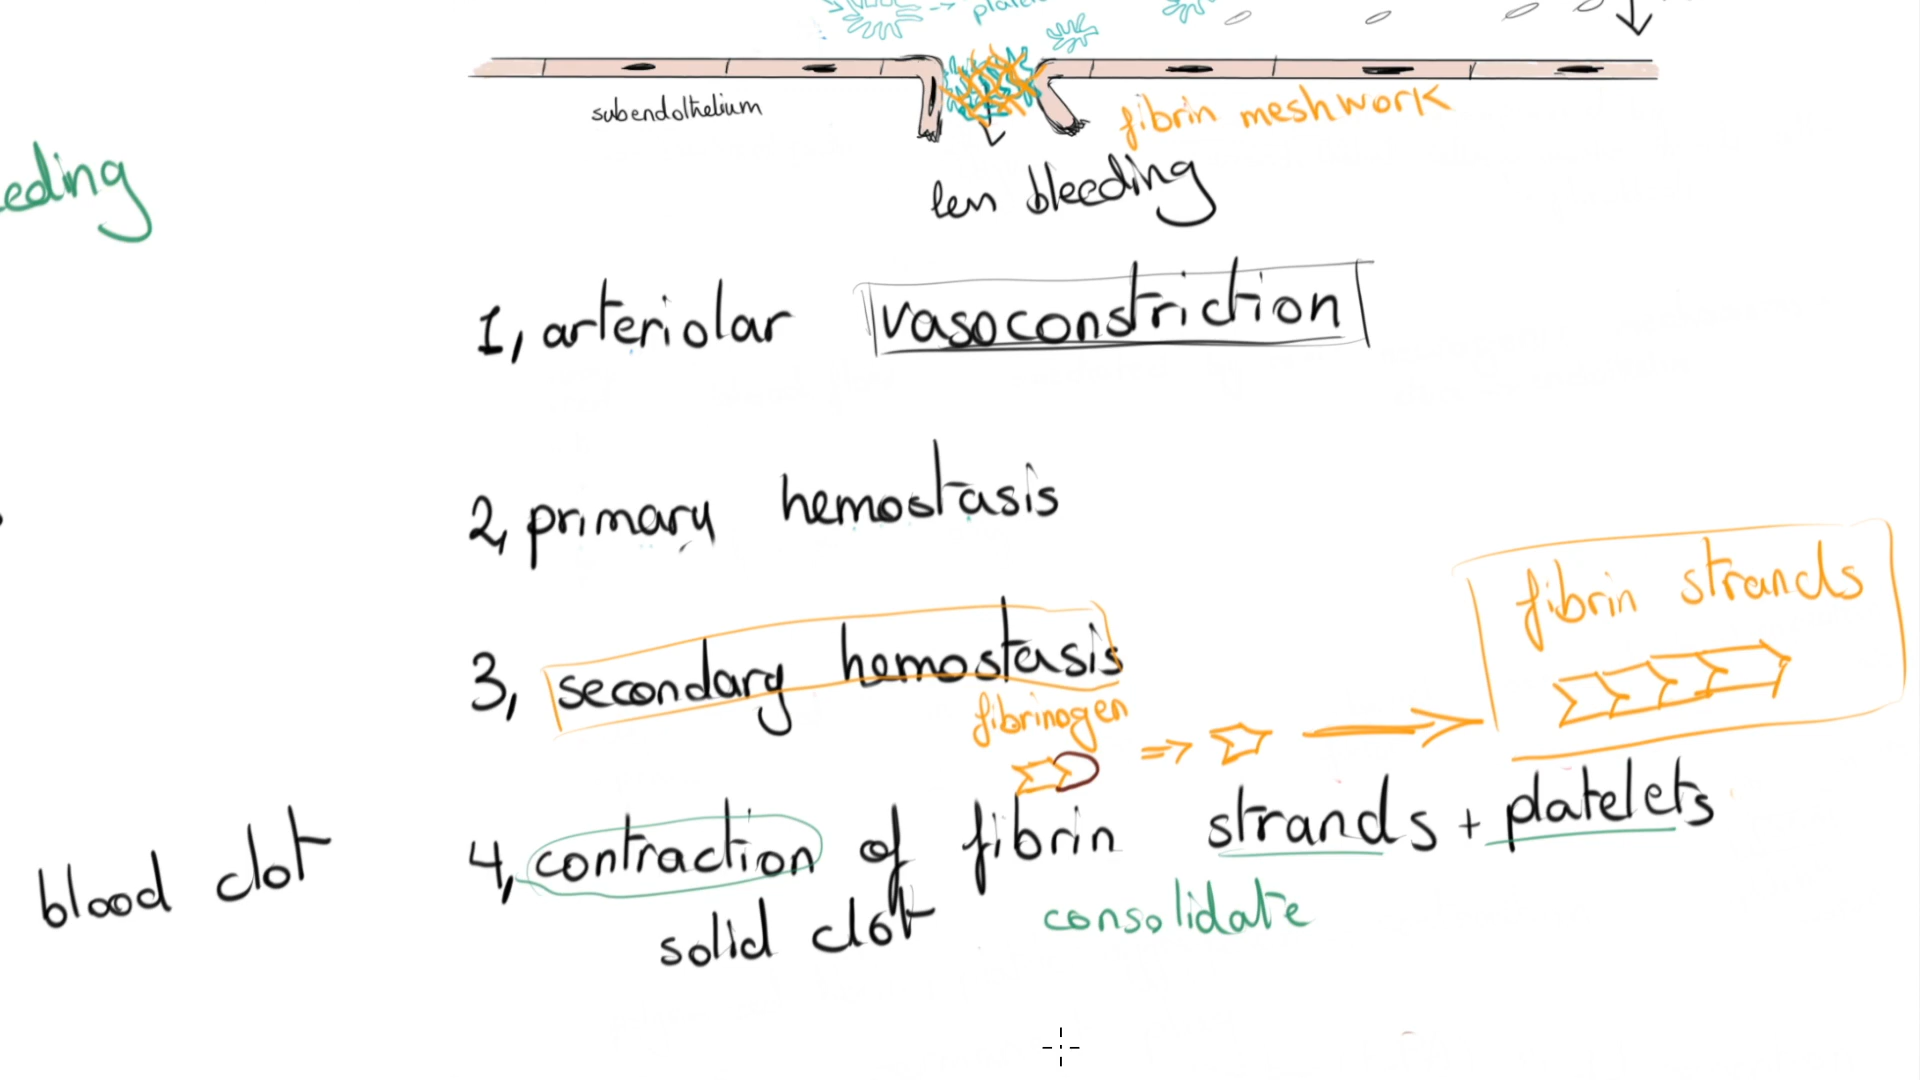 subendothelium
fibrin meshwork
less bleeding
1, arteriolar vasoconstriction
2, primary hemostasis
fibrin strands
3, secondary hemostasis
fibrinogen
4, contraction of fibrin strands + platelets
blood clot
solid clot
consolidate